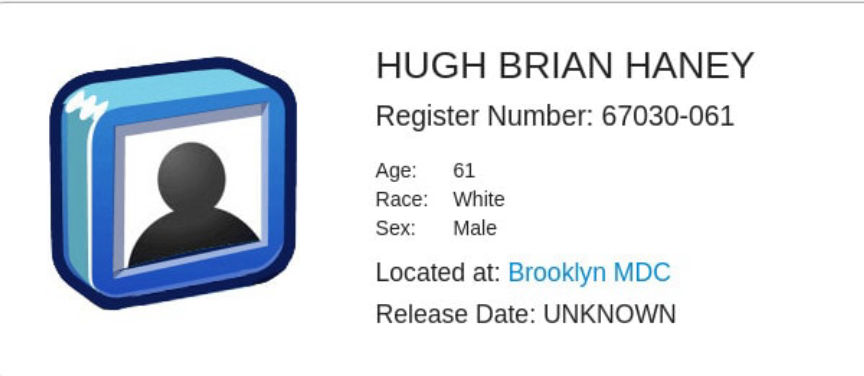 HUGH BRIAN HANEY
Register Number: 67030-061
Age: 61
Race: White
Sex: Male
Located at: Brooklyn MDC
Release Date: UNKNOWN